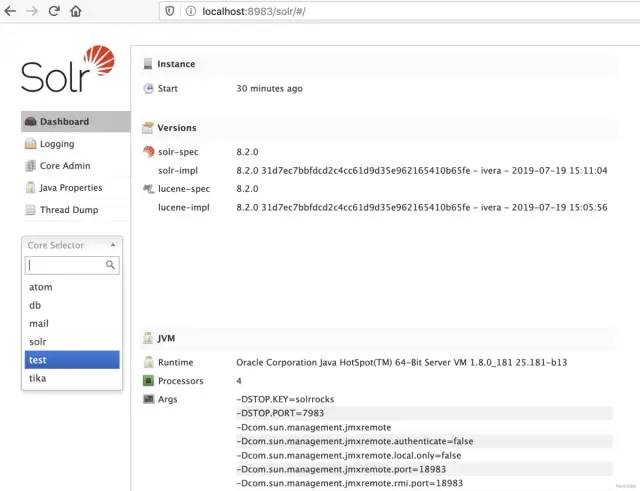 localhost:8983/solr/#/
Solr
Dashboard
Logging
Core Admin
Java Properties
Thread Dump
Core Selector
atom
db
mail
solr
test
tika
Instance
Start 30 minutes ago
Versions
solr-spec 8.2.0
solr-impl 8.2.0 31d7ec7bbfdcd2c4cc61d9d35e962165410b65fe - ivera - 2019-07-19 15:11:04
lucene-spec 8.2.0
lucene-impl 8.2.0 31d7ec7bbfdcd2c4cc61d9d35e962165410b65fe - ivera - 2019-07-19 15:05:56
JVM
Runtime Oracle Corporation Java HotSpot(TM) 64-Bit Server VM 1.8.0_181 25.181-b13
Processors 4
Args -DSTOP.KEY=solrrocks
-DSTOP.PORT=7983
-Dcom.sun.management.jmxremote
-Dcom.sun.management.jmxremote.authenticate=false
-Dcom.sun.management.jmxremote.local.only=false
-Dcom.sun.management.jmxremote.port=18983
-Dcom.sun.management.jmxremote.rmi.port=18983